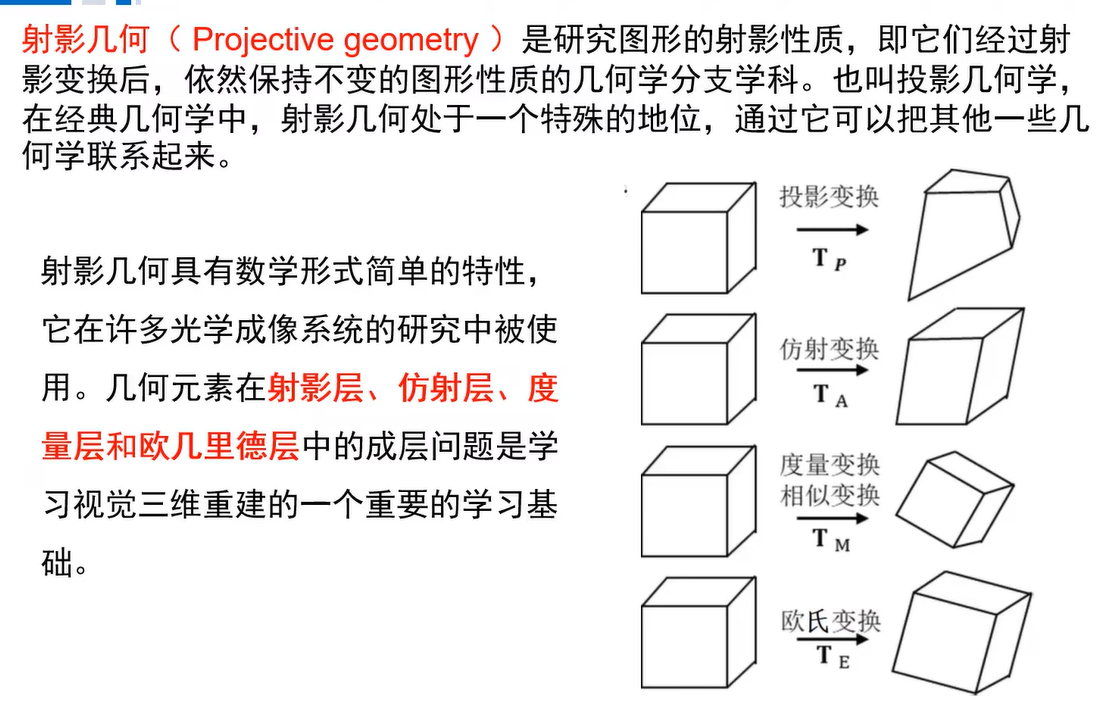 射影几何（ Projective geometry ）是研究图形的射影性质，即它们经过射
影变换后，依然保持不变的图形性质的几何学分支学科。也叫投影几何学，
在经典几何学中，射影几何处于一个特殊的地位，通过它可以把其他一些几
何学联系起来。
射影几何具有数学形式简单的特性，
它在许多光学成像系统的研究中被使
用。几何元素在射影层、仿射层、度
量层和欧几里德层中的成层问题是学
习视觉三维重建的一个重要的学习基
础。
投影变换
T P
仿射变换
T A
度量变换
相似变换
T M
欧氏变换
T E